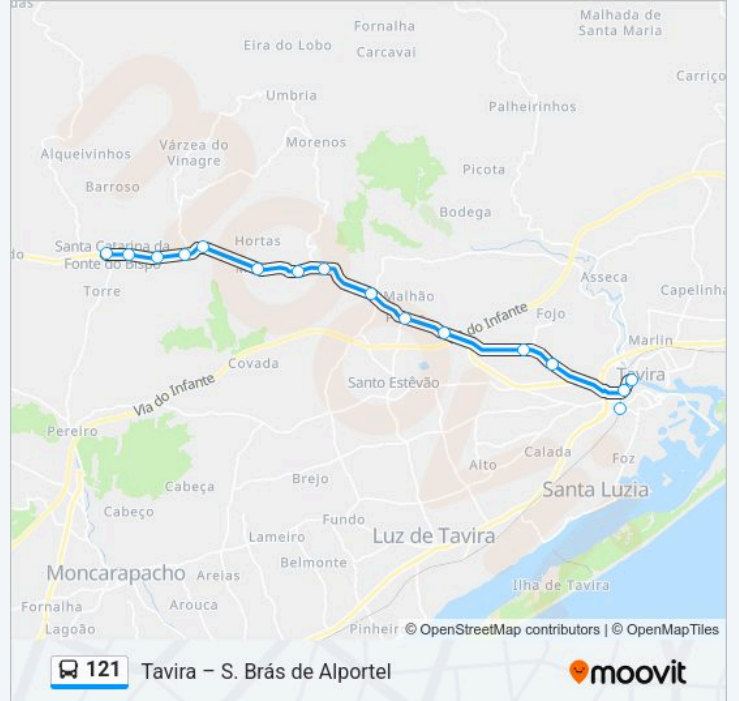 das
Fornalha
Malhada de
Santa Maria
Eira do Lobo
Carcavai
Carriço
Umbria
Palheirinhos
Morenos
Várzea do
Vinagre
Alqueivinhos
Picota
Barroso
Bodega
Santa Catarina da
Fonte do Bispo
Hortas
do
Torre
Asseca
Malhão
Capelinha
do Infante
Fojo
Marlin
Covada
Tavira
Santo Estêvão
Via do Infante
Pereiro
Calada
Foz
Alto
Cabeça
Brejo
Santa Luzia
Cabeço
Fundo
Lameiro
Luz de Tavira
Belmonte
Moncarapacho
Areias
Ilha de Tavira
Arouca
Fornalha
Lagoão
Pinheir
© OpenStreetMap contributors | © OpenMapTiles
121 Tavira – S. Brás de Alportel
moovit